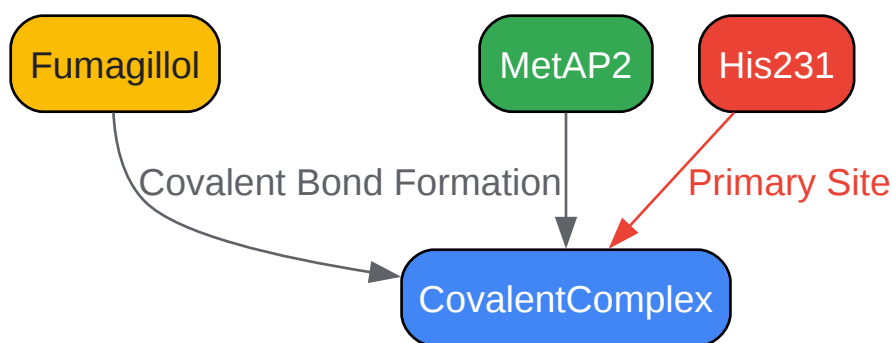 Fumagillol
MetAP2
His231
Covalent Bond Formation
Primary Site
CovalentComplex